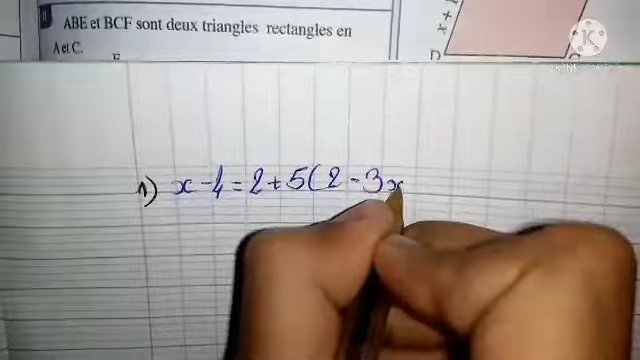 ABE et BCF sont deux triangles rectangles en
A et C.
x +
D
1) x - 4 = 2 + 5(2 - 3x